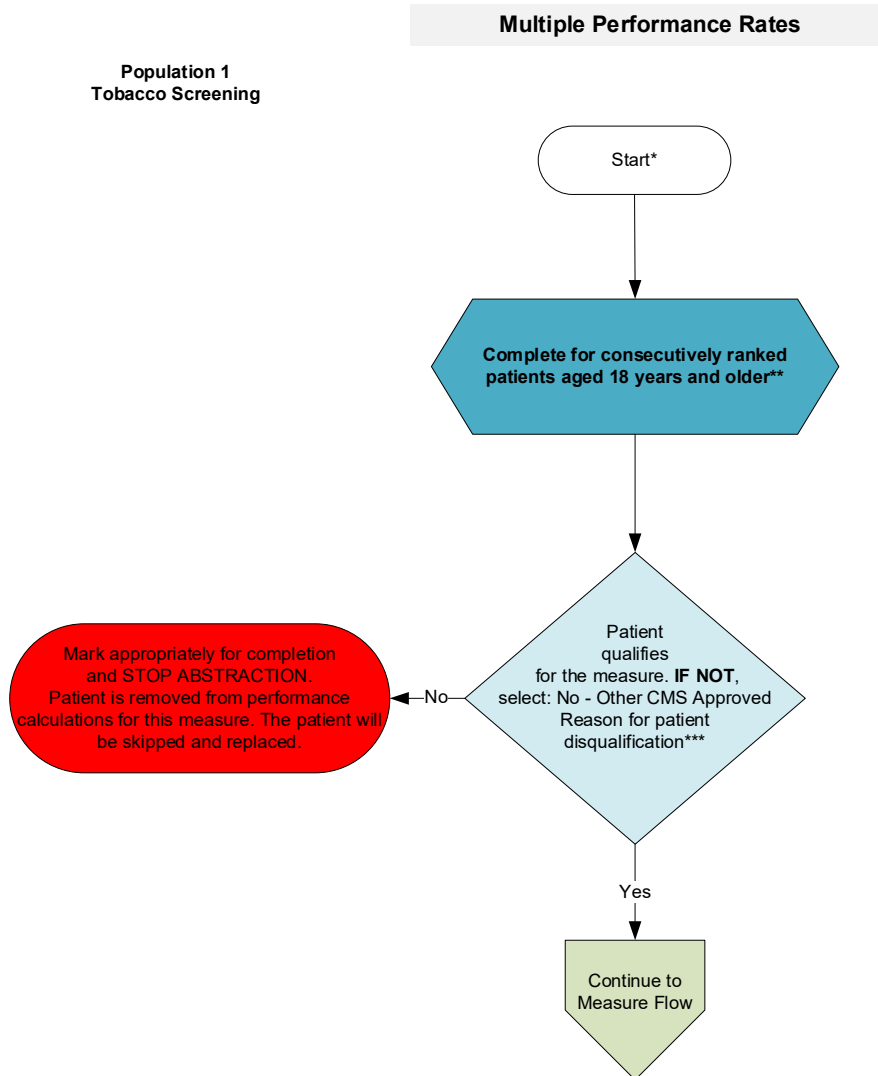 Multiple Performance Rates
Population 1
Tobacco Screening
Start*
Complete for consecutively ranked
patients aged 18 years and older**
Patient
qualifies
for the measure. IF NOT,
select: No - Other CMS Approved
Reason for patient
disqualification***
No
Mark appropriately for completion
and STOP ABSTRACTION.
Patient is removed from performance
calculations for this measure. The patient will
be skipped and replaced.
Yes
Continue to
Measure Flow